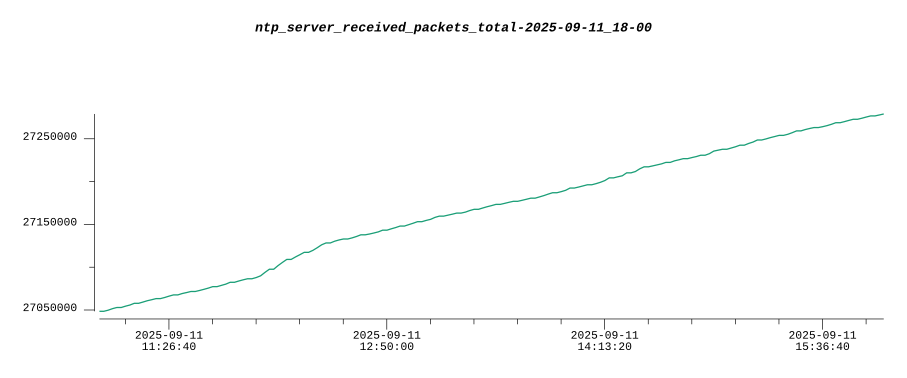 ntp_server_received_packets_total-2025-09-11_18-00
27250000
27150000
27050000
2025-09-11 2025-09-11 2025-09-11 2025-09-11
11:26:40 12:50:00 14:13:20 15:36:40